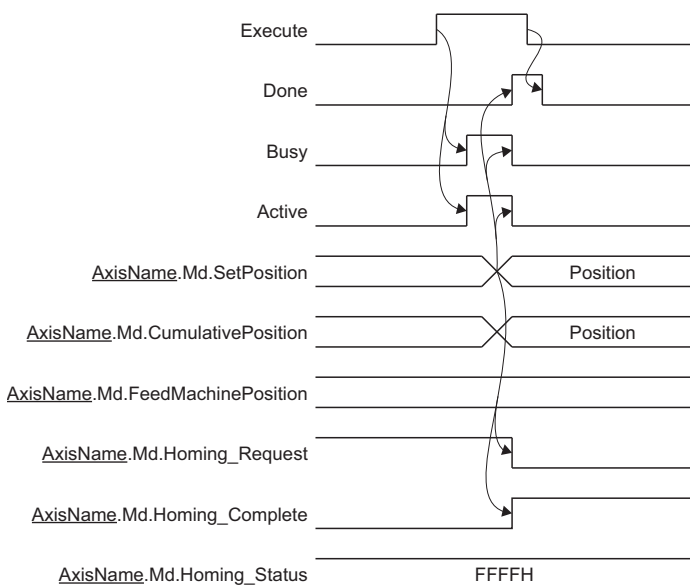 Execute
Done
Busy
Active
AxisName.Md.SetPosition
Position
AxisName.Md.CumulativePosition
Position
AxisName.Md.FeedMachinePosition
AxisName.Md.Homing_Request
AxisName.Md.Homing_Complete
AxisName.Md.Homing_Status
FFFFH